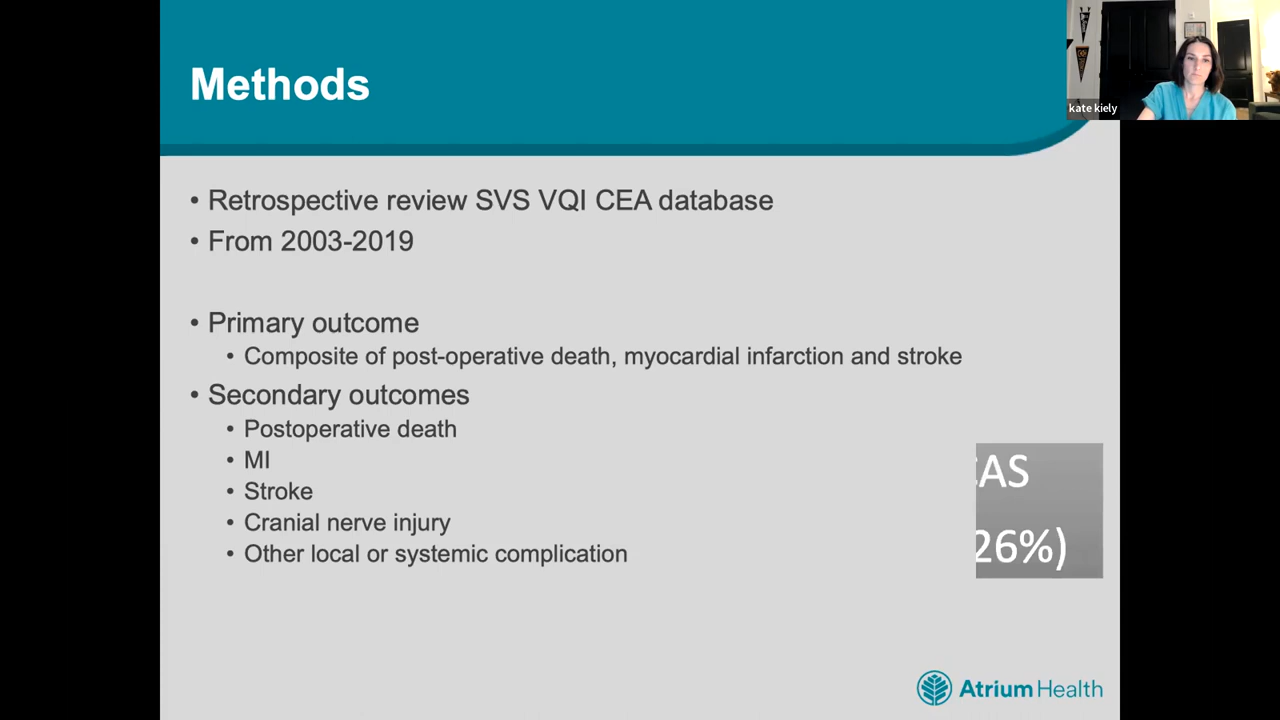 Methods
kate kiely
• Retrospective review SVS VQI CEA database
• From 2003-2019
• Primary outcome
• Composite of post-operative death, myocardial infarction and stroke
• Secondary outcomes
• Postoperative death
• MI
• Stroke
• Cranial nerve injury
• Other local or systemic complication
AS
26%)
Atrium Health